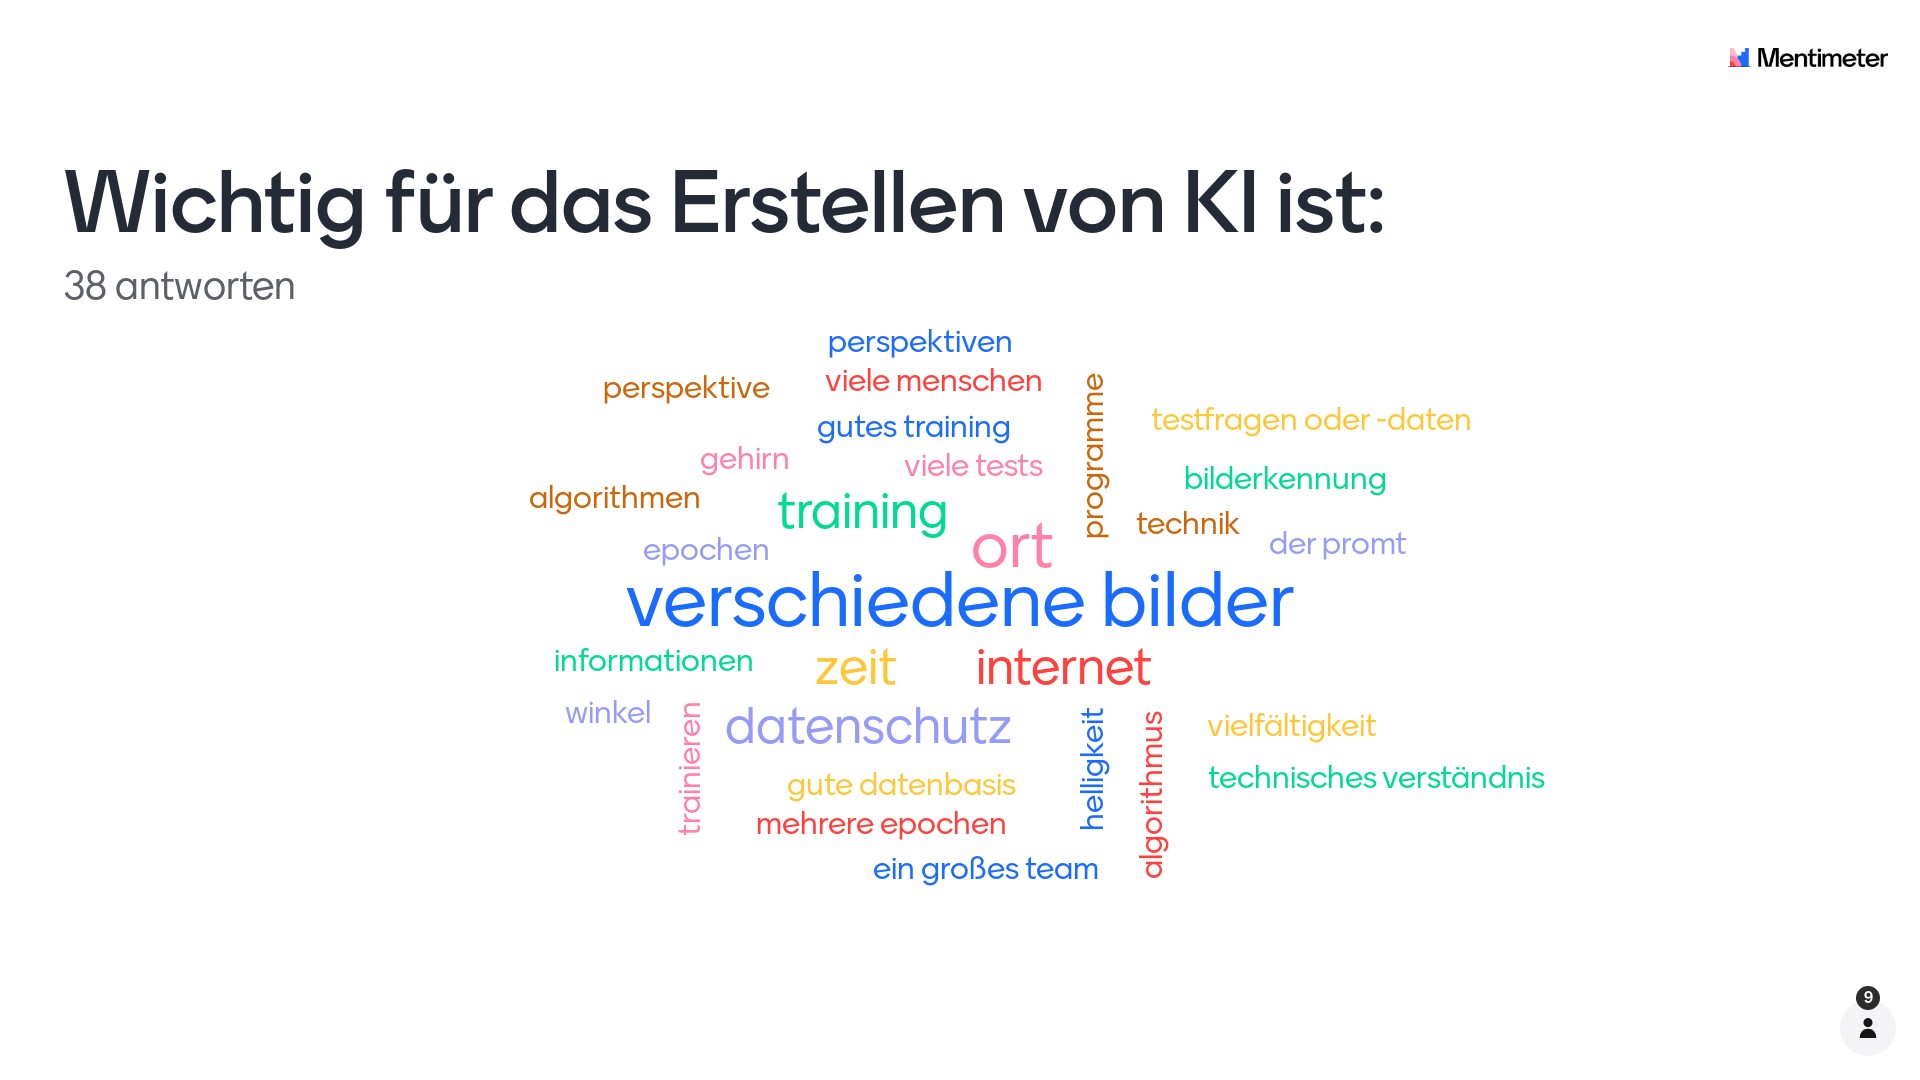 Mentimeter
Wichtig für das Erstellen von KI ist:
38 antworten
perspektiven
perspektive
viele menschen
programme
testfragen oder -daten
gutes training
gehirn
viele tests
bilderkennung
algorithmen
training
technik
ort
der promt
epochen
verschiedene bilder
informationen
zeit
internet
winkel
trainieren
datenschutz
helligkeit
algorithmus
vielfältigkeit
technisches verständnis
gute datenbasis
mehrere epochen
ein großes team
9